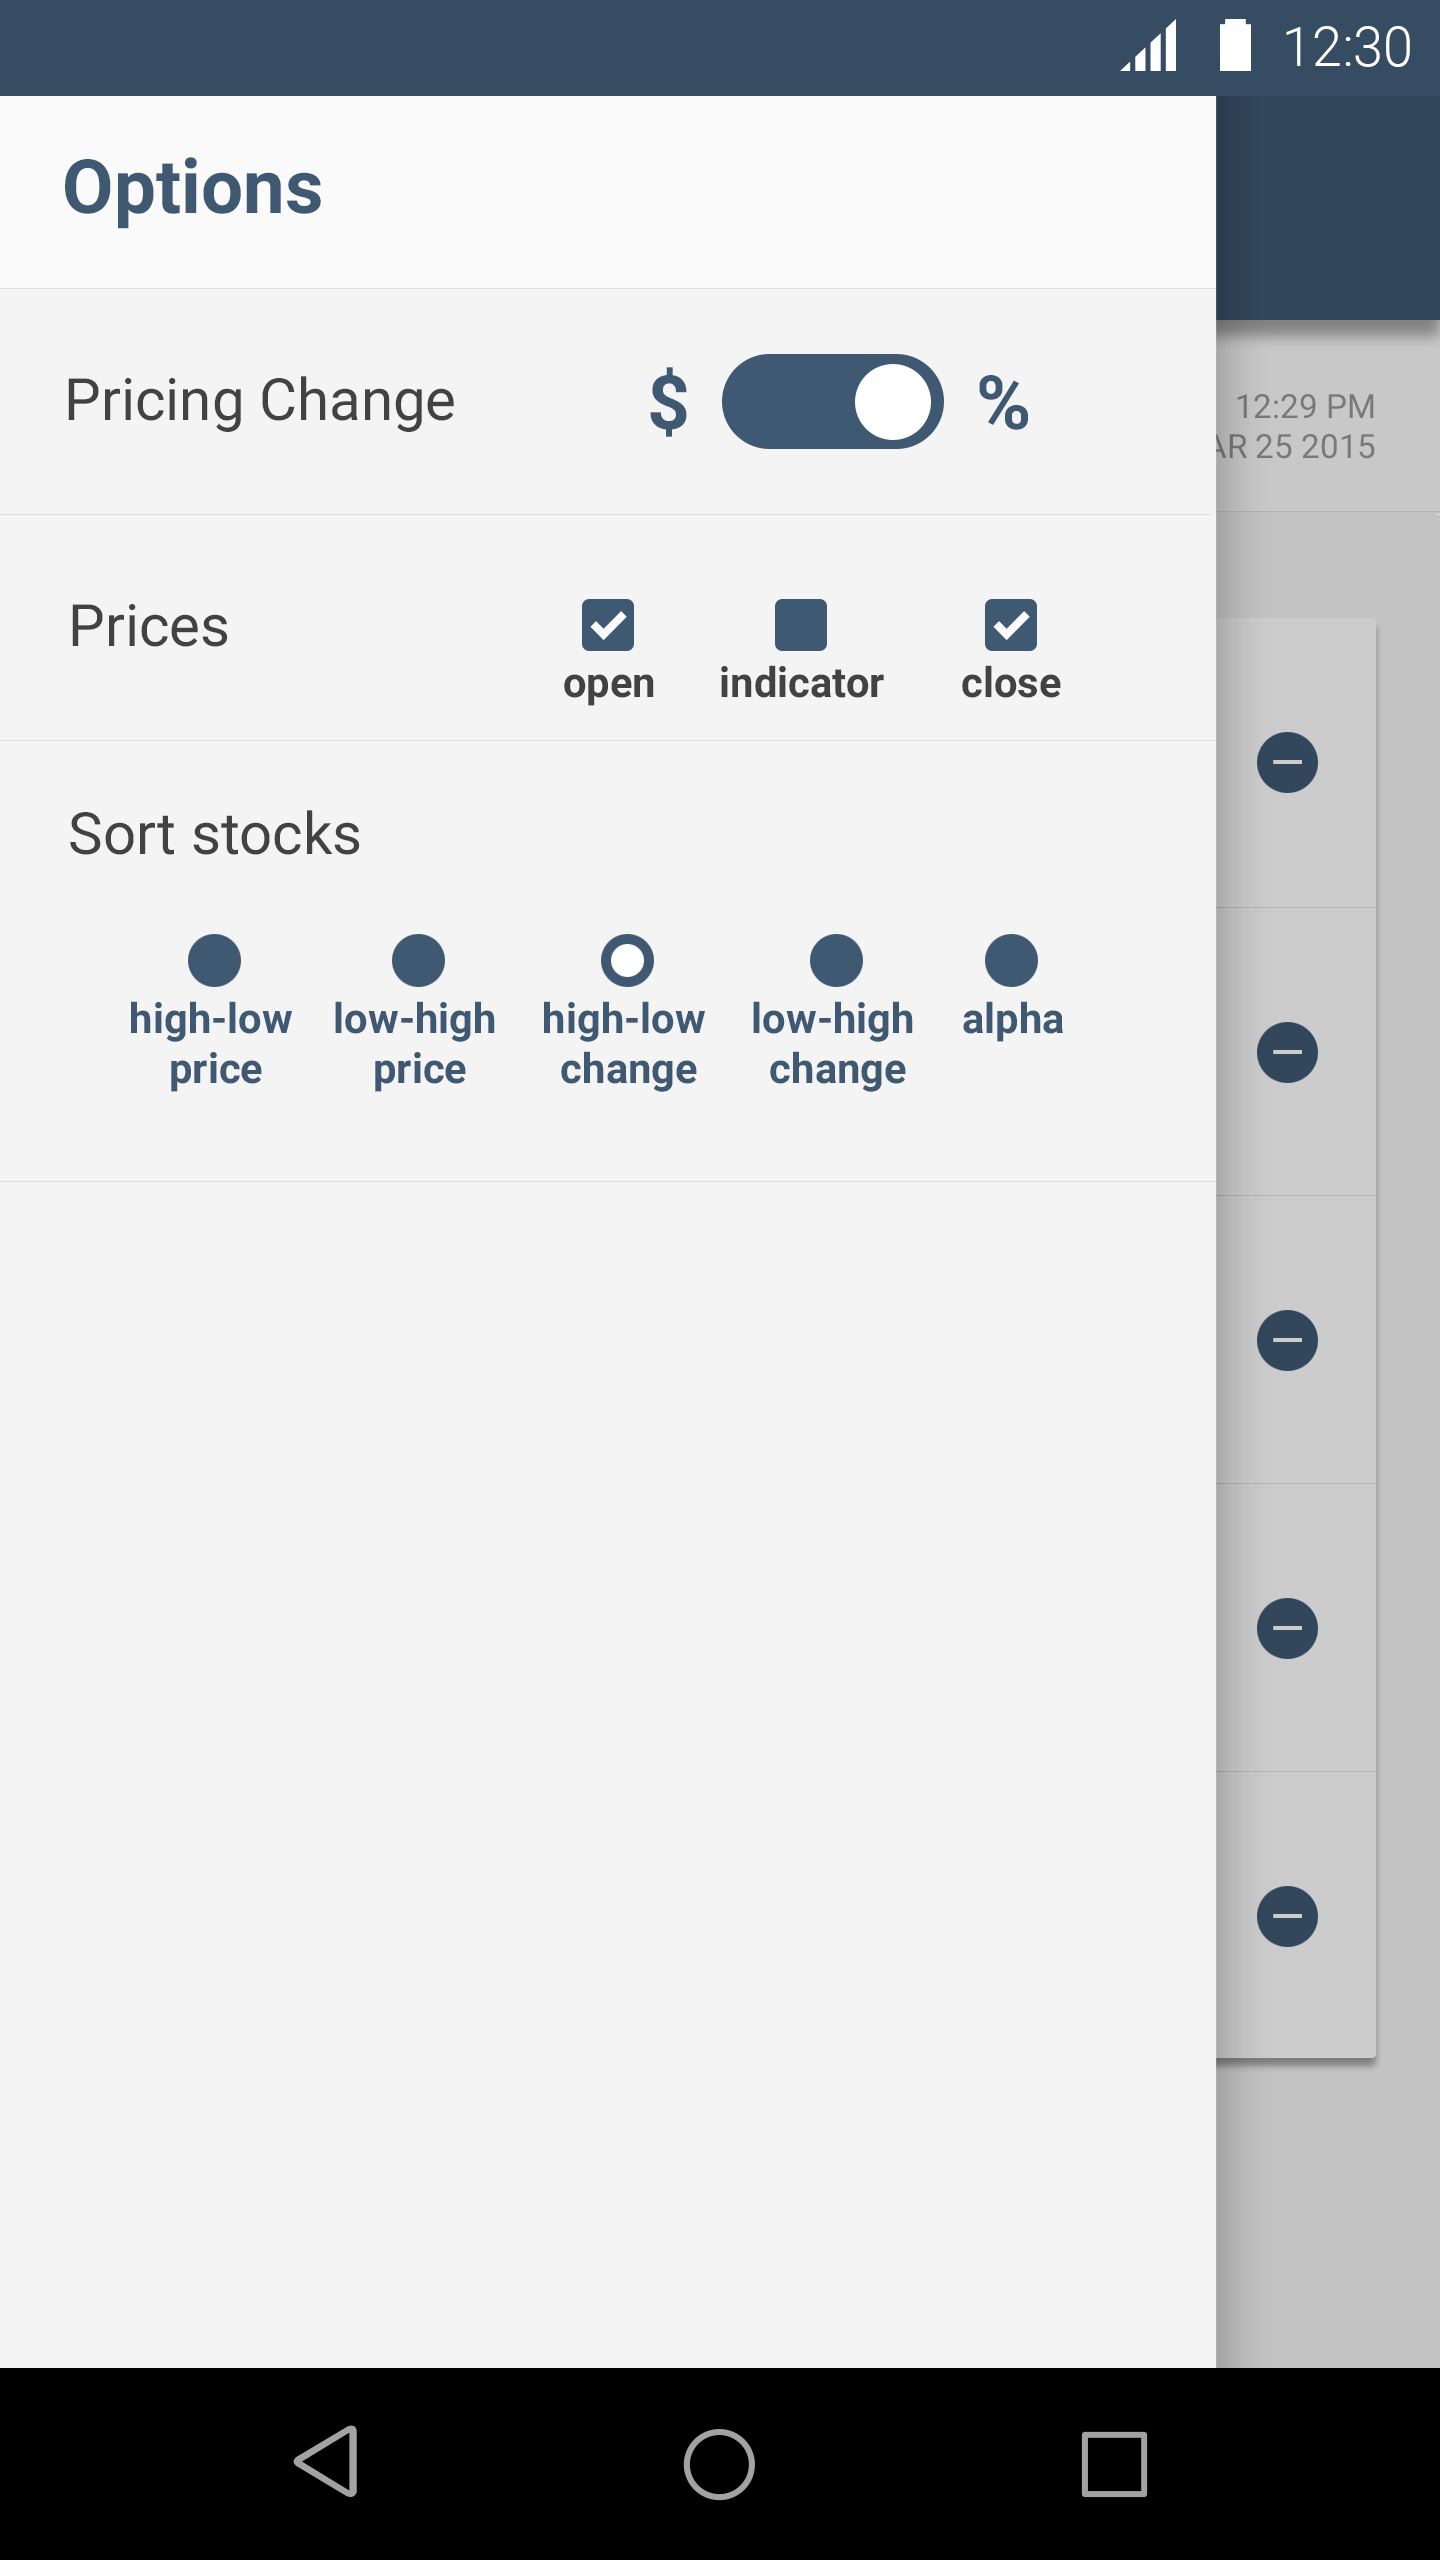 12:30
Options
Pricing Change $ %
12:29 PM
AR 25 2015
Prices
open indicator close
Sort stocks
high-low low-high high-low low-high alpha
price price change change